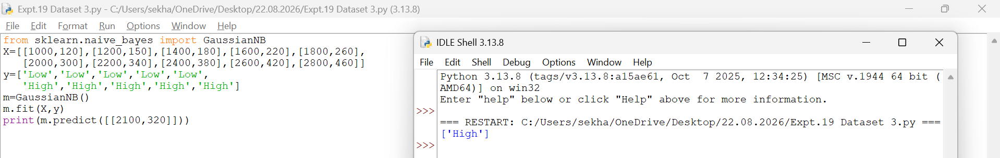 Expt.19 Dataset 3.py - C:/Users/sekha/OneDrive/Desktop/22.08.2026/Expt.19 Dataset 3.py (3.13.8)
File Edit Format Run Options Window Help
from sklearn.naive_bayes import GaussianNB
X=[[1000,120],[1200,150],[1400,180],[1600,220],[1800,260],
[2000,300],[2200,340],[2400,380],[2600,420],[2800,460]]
y=['Low','Low','Low','Low','Low',
'High','High','High','High','High']
m=GaussianNB()
m.fit(X,y)
print(m.predict([[2100,320]]))
IDLE Shell 3.13.8
File Edit Shell Debug Options Window Help
Python 3.13.8 (tags/v3.13.8:a15ae61, Oct  7 2025, 12:34:25) [MSC v.1944 64 bit (
AMD64)] on win32
Enter "help" below or click "Help" above for more information.
>>>
=== RESTART: C:/Users/sekha/OneDrive/Desktop/22.08.2026/Expt.19 Dataset 3.py ===
['High']
>>>